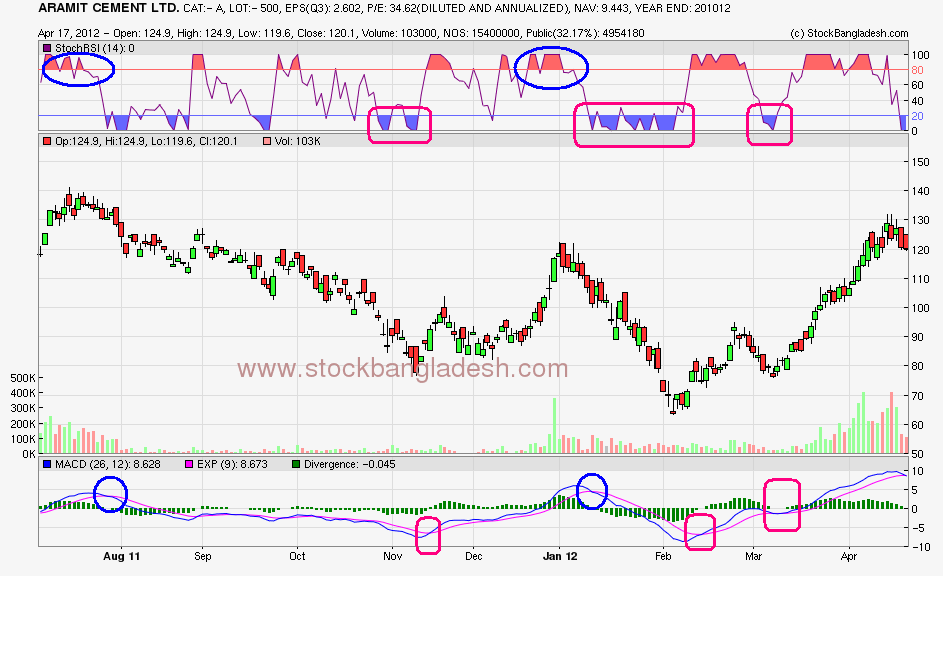 ARAMIT CEMENT LTD. CAT:- A, LOT:- 500, EPS(Q3): 2.602, P/E: 34.62(DILUTED AND ANNUALIZED), NAV: 9.443, YEAR END: 201012
Apr 17, 2012 - Open: 124.9, High: 124.9, Low: 119.6, Close: 120.1, Volume: 103000, NOS: 15400000, Public(32.17%): 4954180 (c) StockBangladesh.com
StochRSI (14): 0
100
80
60
40
20
0
Op:124.9, Hi:124.9, Lo:119.6, Cl:120.1 Vol: 103K
150
140
130
120
110
100
90
80
70
60
50
www.stockbangladesh.com
500K
400K
300K
200K
100K
0K
MACD (26, 12): 8.628 EXP (9): 8.673 Divergence: -0.045
10
5
0
-5
-10
Aug 11 Sep Oct Nov Dec Jan 12 Feb Mar Apr